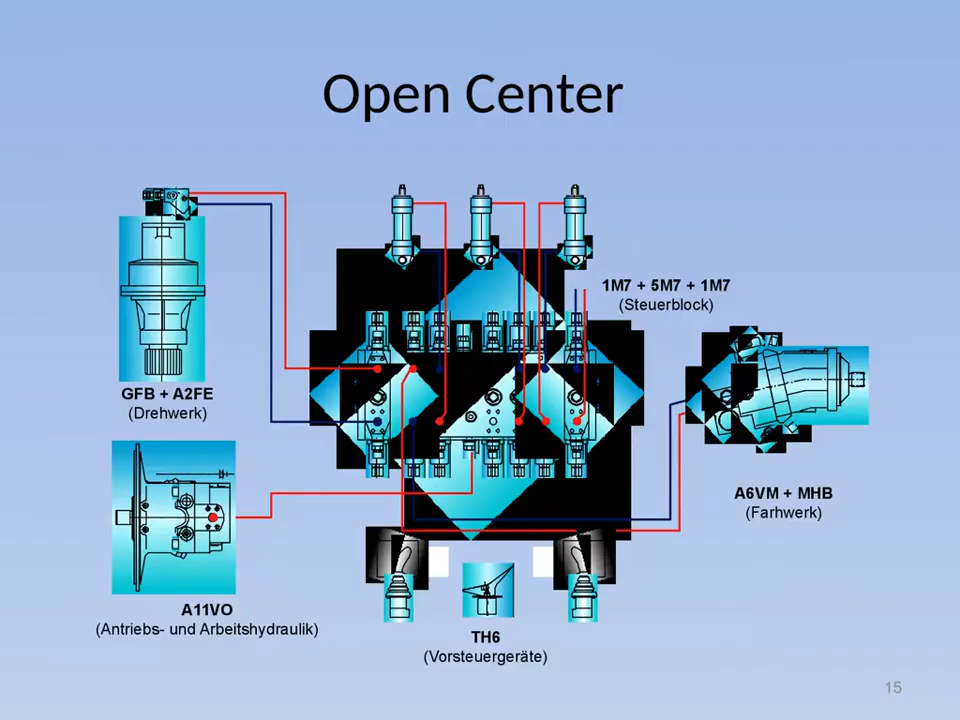 Open Center
1M7 + 5M7 + 1M7
(Steuerblock)
GFB + A2FE
(Drehwerk)
A6VM + MHB
(Farhwerk)
A11VO
(Antriebs- und Arbeitshydraulik)
TH6
(Vorsteuergeräte)
15